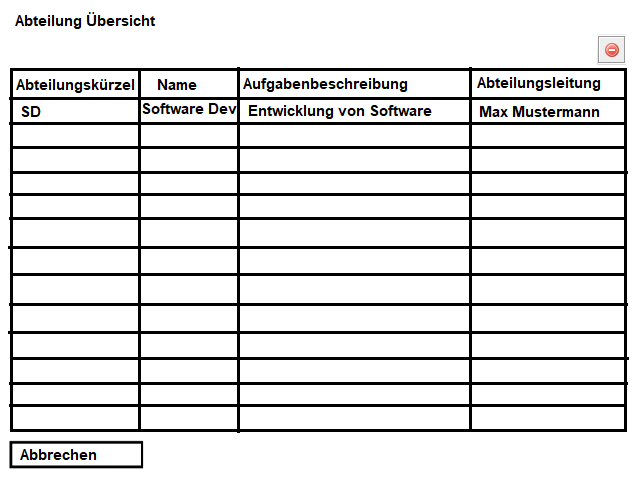 Abteilung Übersicht
Abteilungskürzel Name Aufgabenbeschreibung Abteilungsleitung
SD Software Dev Entwicklung von Software Max Mustermann
Abbrechen